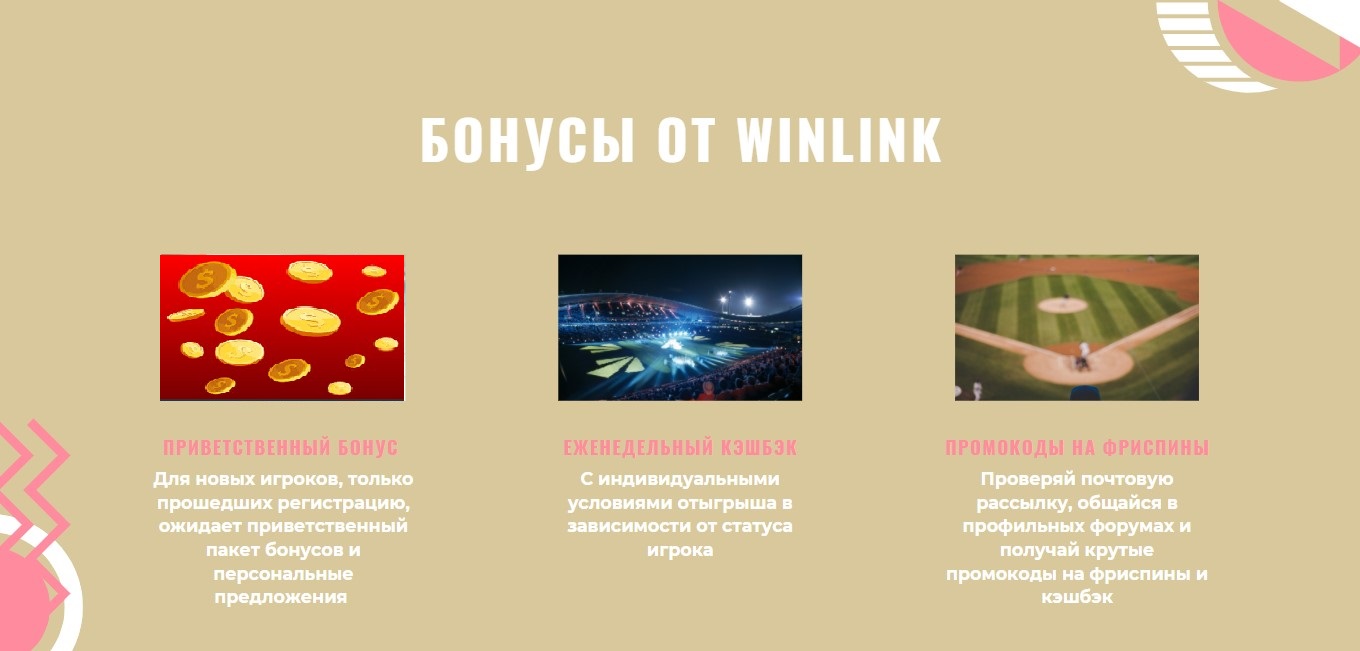 БОНУСЫ ОТ WINLINK
ПРИВЕТСТВЕННЫЙ БОНУС
Для новых игроков, только
прошедших регистрацию,
ожидает приветственный
пакет бонусов и
персональные
предложения
ЕЖЕНЕДЕЛЬНЫЙ КЭШБЭК
С индивидуальными
условиями отыгрыша в
зависимости от статуса
игрока
ПРОМОКОДЫ НА ФРИСПИНЫ
Проверяй почтовую
рассылку, общайся в
профильных форумах и
получай крутые
промокоды на фриспины и
кэшбэк